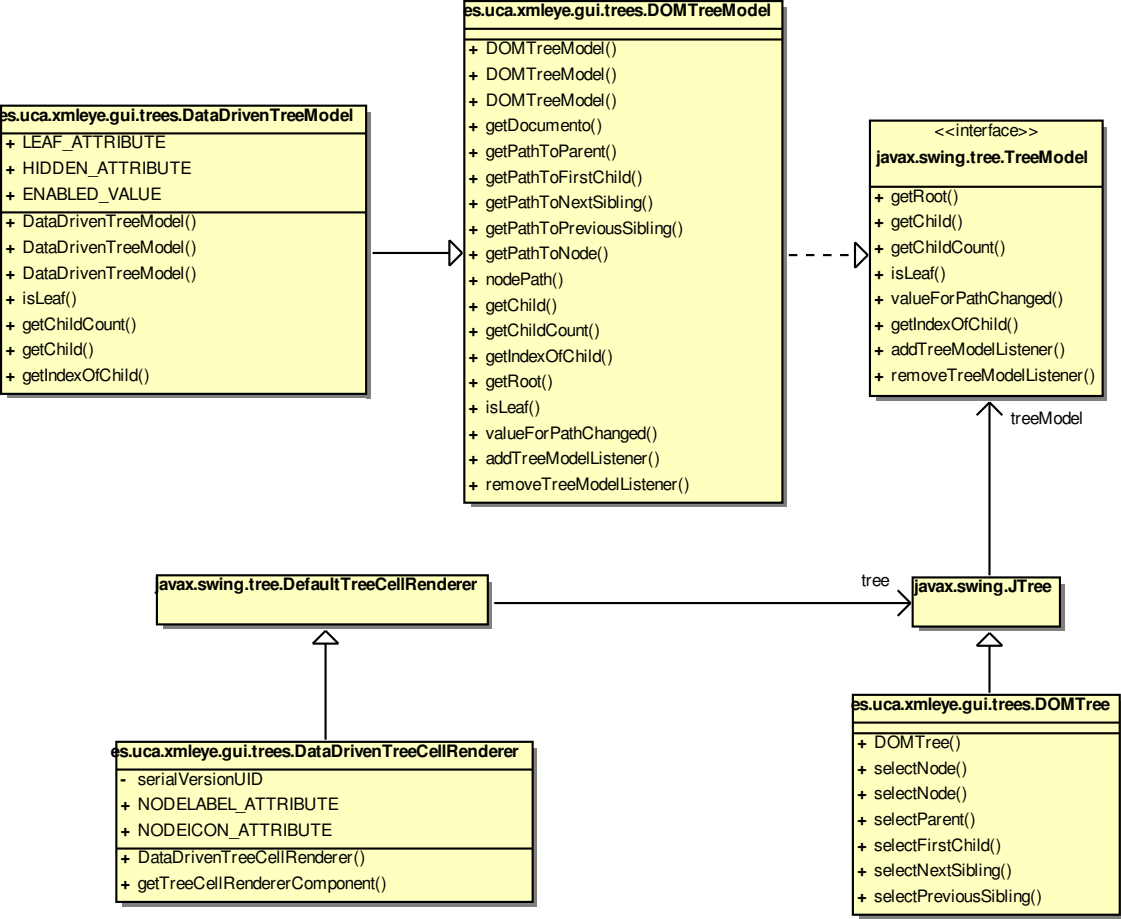 es.uca.xmleye.gui.trees.DOMTreeModel
+ DOMTreeModel()
+ DOMTreeModel()
+ DOMTreeModel()
+ getDocumento()
+ getPathToParent()
+ getPathToFirstChild()
+ getPathToNextSibling()
+ getPathToPreviousSibling()
+ getPathToNode()
+ nodePath()
+ getChild()
+ getChildCount()
+ getIndexOfChild()
+ getRoot()
+ isLeaf()
+ valueForPathChanged()
+ addTreeModelListener()
+ removeTreeModelListener()
es.uca.xmleye.gui.trees.DataDrivenTreeModel
+ LEAF_ATTRIBUTE
+ HIDDEN_ATTRIBUTE
+ ENABLED_VALUE
+ DataDrivenTreeModel()
+ DataDrivenTreeModel()
+ DataDrivenTreeModel()
+ isLeaf()
+ getChildCount()
+ getChild()
+ getIndexOfChild()
<<interface>>
javax.swing.tree.TreeModel
+ getRoot()
+ getChild()
+ getChildCount()
+ isLeaf()
+ valueForPathChanged()
+ getIndexOfChild()
+ addTreeModelListener()
+ removeTreeModelListener()
treeModel
javax.swing.tree.DefaultTreeCellRenderer
tree
javax.swing.JTree
es.uca.xmleye.gui.trees.DataDrivenTreeCellRenderer
- serialVersionUID
+ NODELABEL_ATTRIBUTE
+ NODEICON_ATTRIBUTE
+ DataDrivenTreeCellRenderer()
+ getTreeCellRendererComponent()
es.uca.xmleye.gui.trees.DOMTree
+ DOMTree()
+ selectNode()
+ selectNode()
+ selectParent()
+ selectFirstChild()
+ selectNextSibling()
+ selectPreviousSibling()